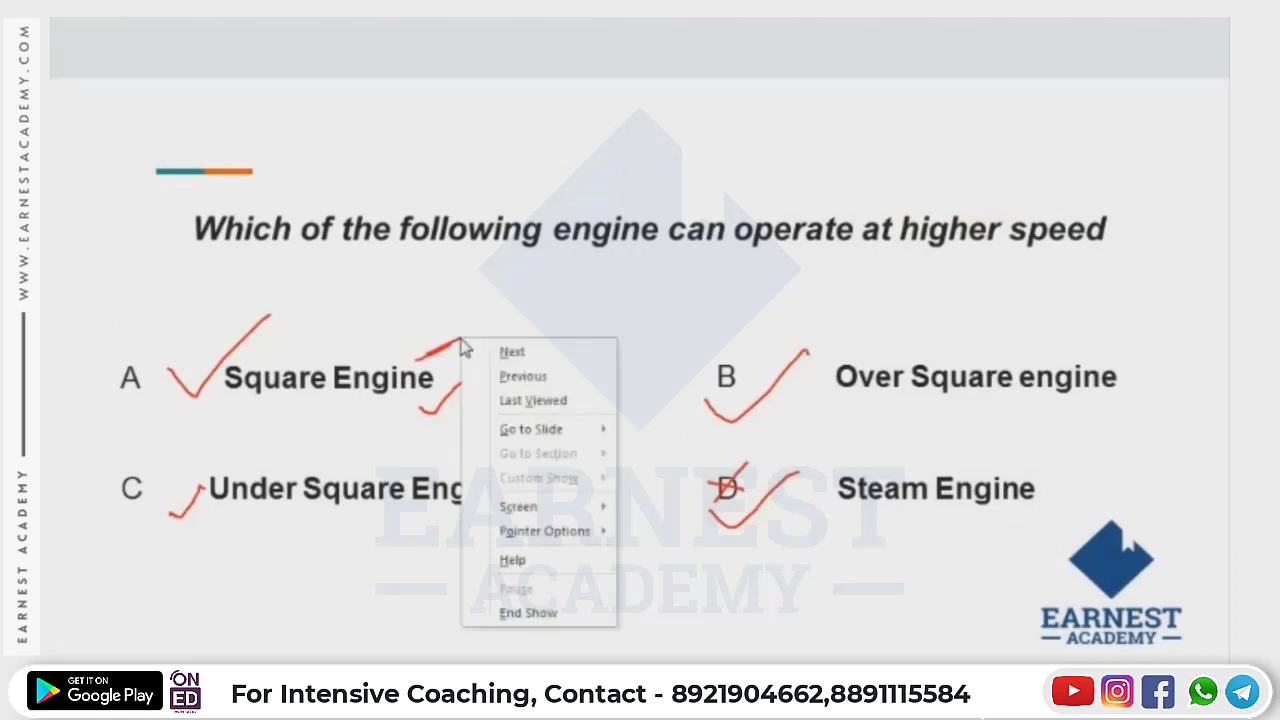 WWW.EARNESTACADEMY.COM
EARNEST ACADEMY
Which of the following engine can operate at higher speed
A Square Engine
B Over Square engine
C Under Square Eng
D Steam Engine
Next
Previous
Last Viewed
Go to Slide
Go to Section
Custom Show
Screen
Pointer Options
Help
Pause
End Show
EARNEST
ACADEMY
EARNEST
ACADEMY
GET IT ON
Google Play
ON
ED
For Intensive Coaching, Contact - 8921904662,8891115584